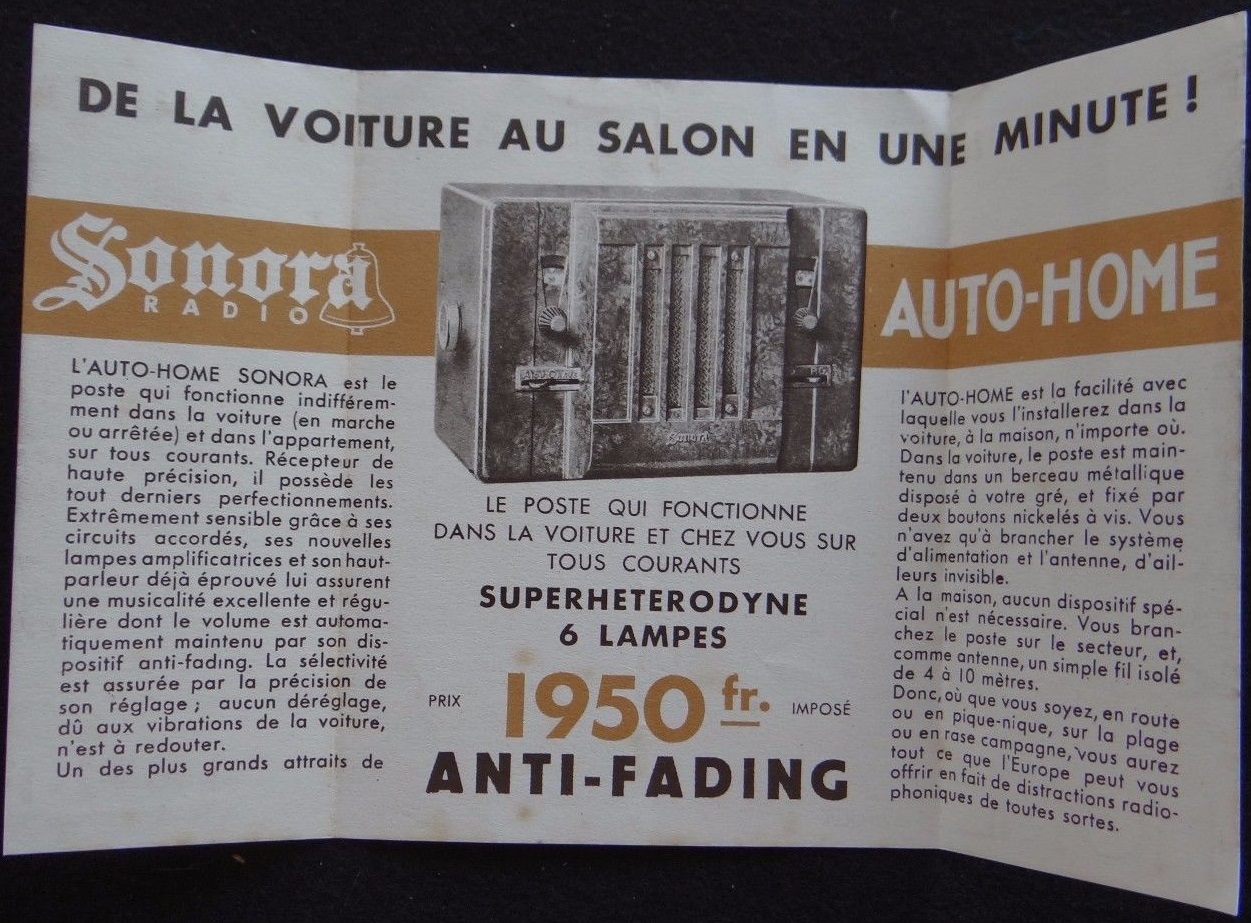 DE LA VOITURE AU SALON EN UNE MINUTE !
Sonora
RADIO
AUTO-HOME
L'AUTO-HOME SONORA est le
poste qui fonctionne indifférem-
ment dans la voiture (en marche
ou arrêtée) et dans l'appartement,
sur tous courants. Récepteur de
haute précision, il possède les
tout derniers perfectionnements.
Extrêmement sensible grâce à ses
circuits accordés, ses nouvelles
lampes amplificatrices et son haut-
parleur déjà éprouvé lui assurent
une musicalité excellente et régu-
lière dont le volume est automa-
tiquement maintenu par son dis-
positif anti-fading. La sélectivité
est assurée par la précision de
son réglage ; aucun déréglage,
dû aux vibrations de la voiture,
n'est à redouter.
Un des plus grands attraits de
Sonora
LE POSTE QUI FONCTIONNE
DANS LA VOITURE ET CHEZ VOUS SUR
TOUS COURANTS
SUPERHETERODYNE
6 LAMPES
PRIX 1950 fr. IMPOSÉ
ANTI-FADING
l'AUTO-HOME est la facilité avec
laquelle vous l'installerez dans la
voiture, à la maison, n'importe où.
Dans la voiture, le poste est main-
tenu dans un berceau métallique
disposé à votre gré, et fixé par
deux boutons nickelés à vis. Vous
n'avez qu'à brancher le système
d'alimentation et l'antenne, d'ail-
leurs invisible.
A la maison, aucun dispositif spé-
cial n'est nécessaire. Vous bran-
chez le poste sur le secteur, et,
comme antenne, un simple fil isolé
de 4 à 10 mètres.
Donc, où que vous soyez, en route
ou en pique-nique, sur la plage
ou en rase campagne, vous aurez
tout ce que l'Europe peut vous
offrir en fait de distractions radio-
phoniques de toutes sortes.